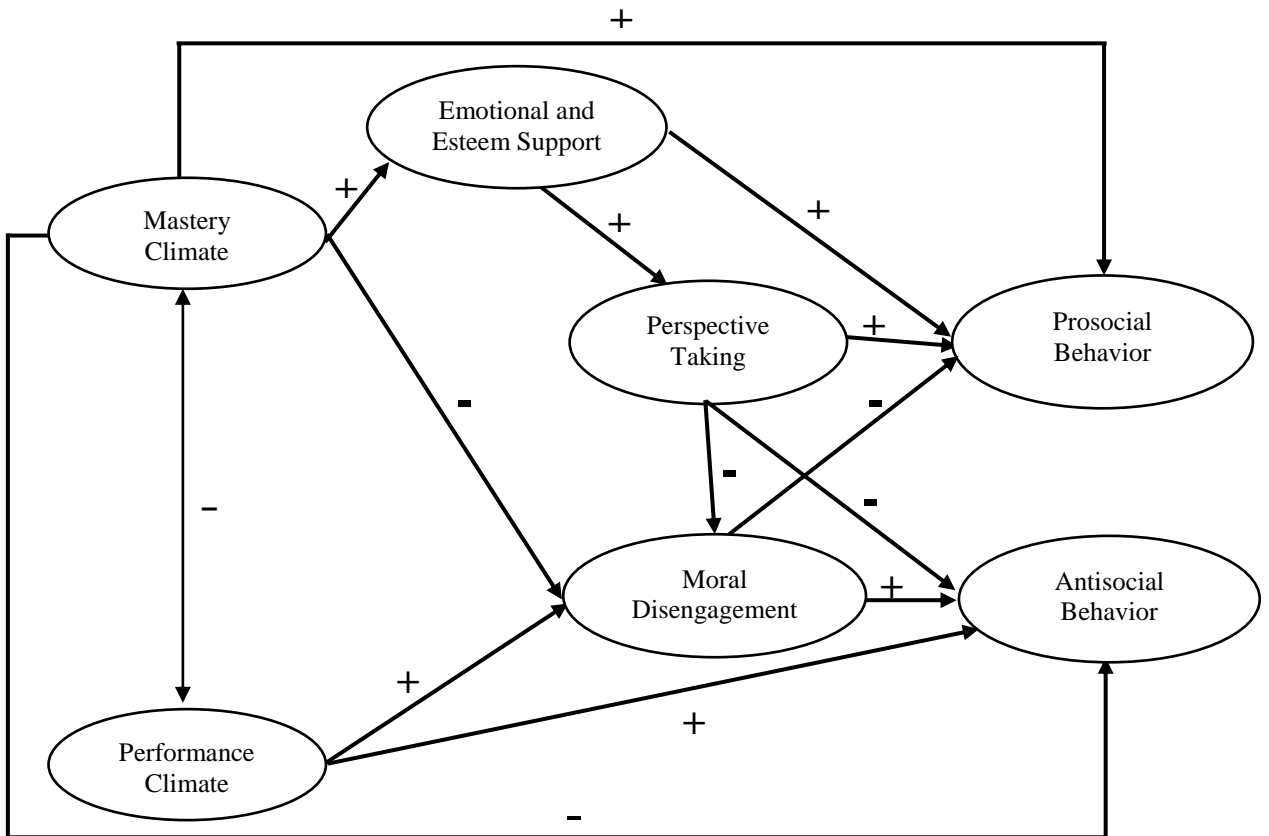 +
Emotional and
Esteem Support
+
Mastery
Climate
+
+
Perspective
Taking
+
Prosocial
Behavior
-
-
-
-
-
Moral
Disengagement
+
Antisocial
Behavior
+
+
Performance
Climate
-